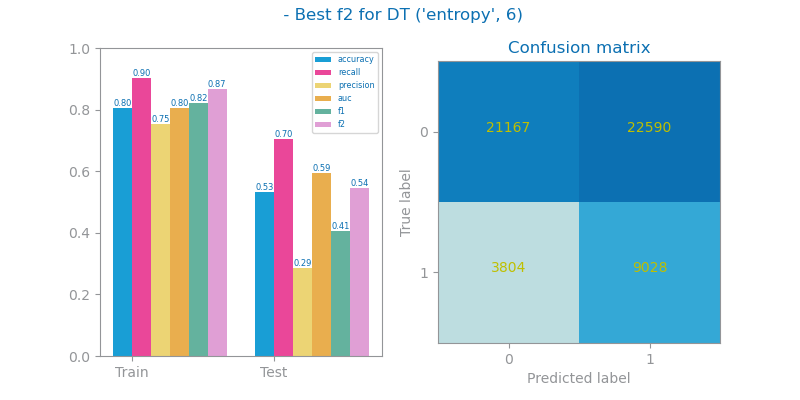 - Best f2 for DT ('entropy', 6)
1.0
0.8
0.6
0.4
0.2
0.0
0.80
0.90
0.75
0.80
0.82
0.87
0.53
0.70
0.29
0.59
0.41
0.54
accuracy
recall
precision
auc
f1
f2
Train
Test
Confusion matrix
True label
0
1
21167
22590
3804
9028
0
1
Predicted label